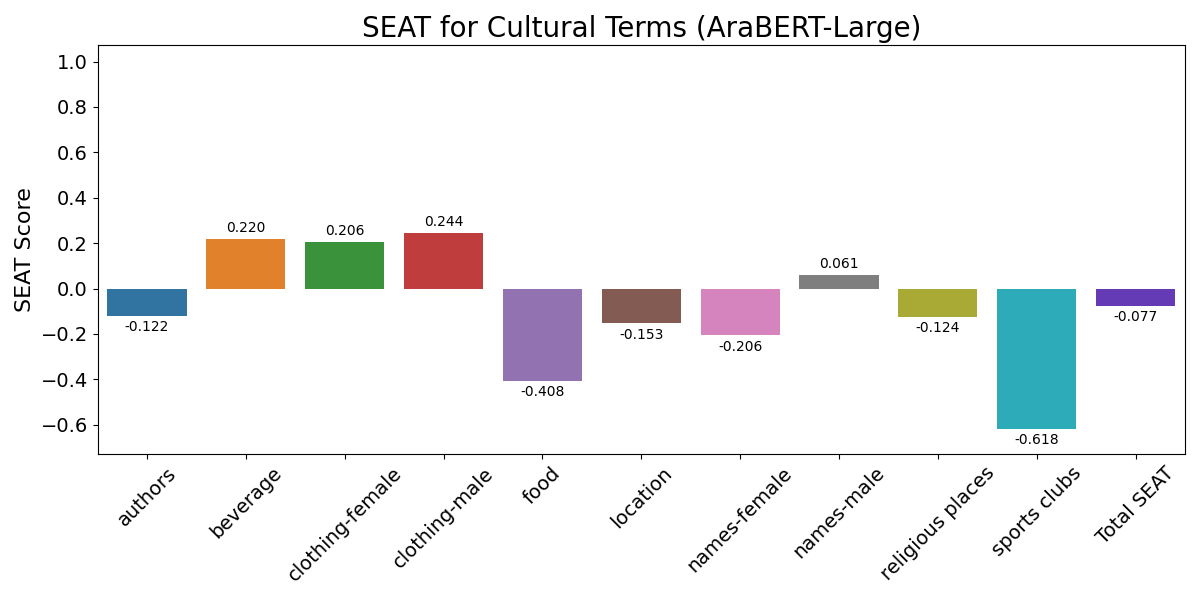 SEAT for Cultural Terms (AraBERT-Large)
SEAT Score
1.0
0.8
0.6
0.4
0.2
0.0
−0.2
−0.4
−0.6
-0.122
0.220
0.206
0.244
-0.408
-0.153
-0.206
0.061
-0.124
-0.618
-0.077
authors
beverage
clothing-female
clothing-male
food
location
names-female
names-male
religious places
sports clubs
Total SEAT